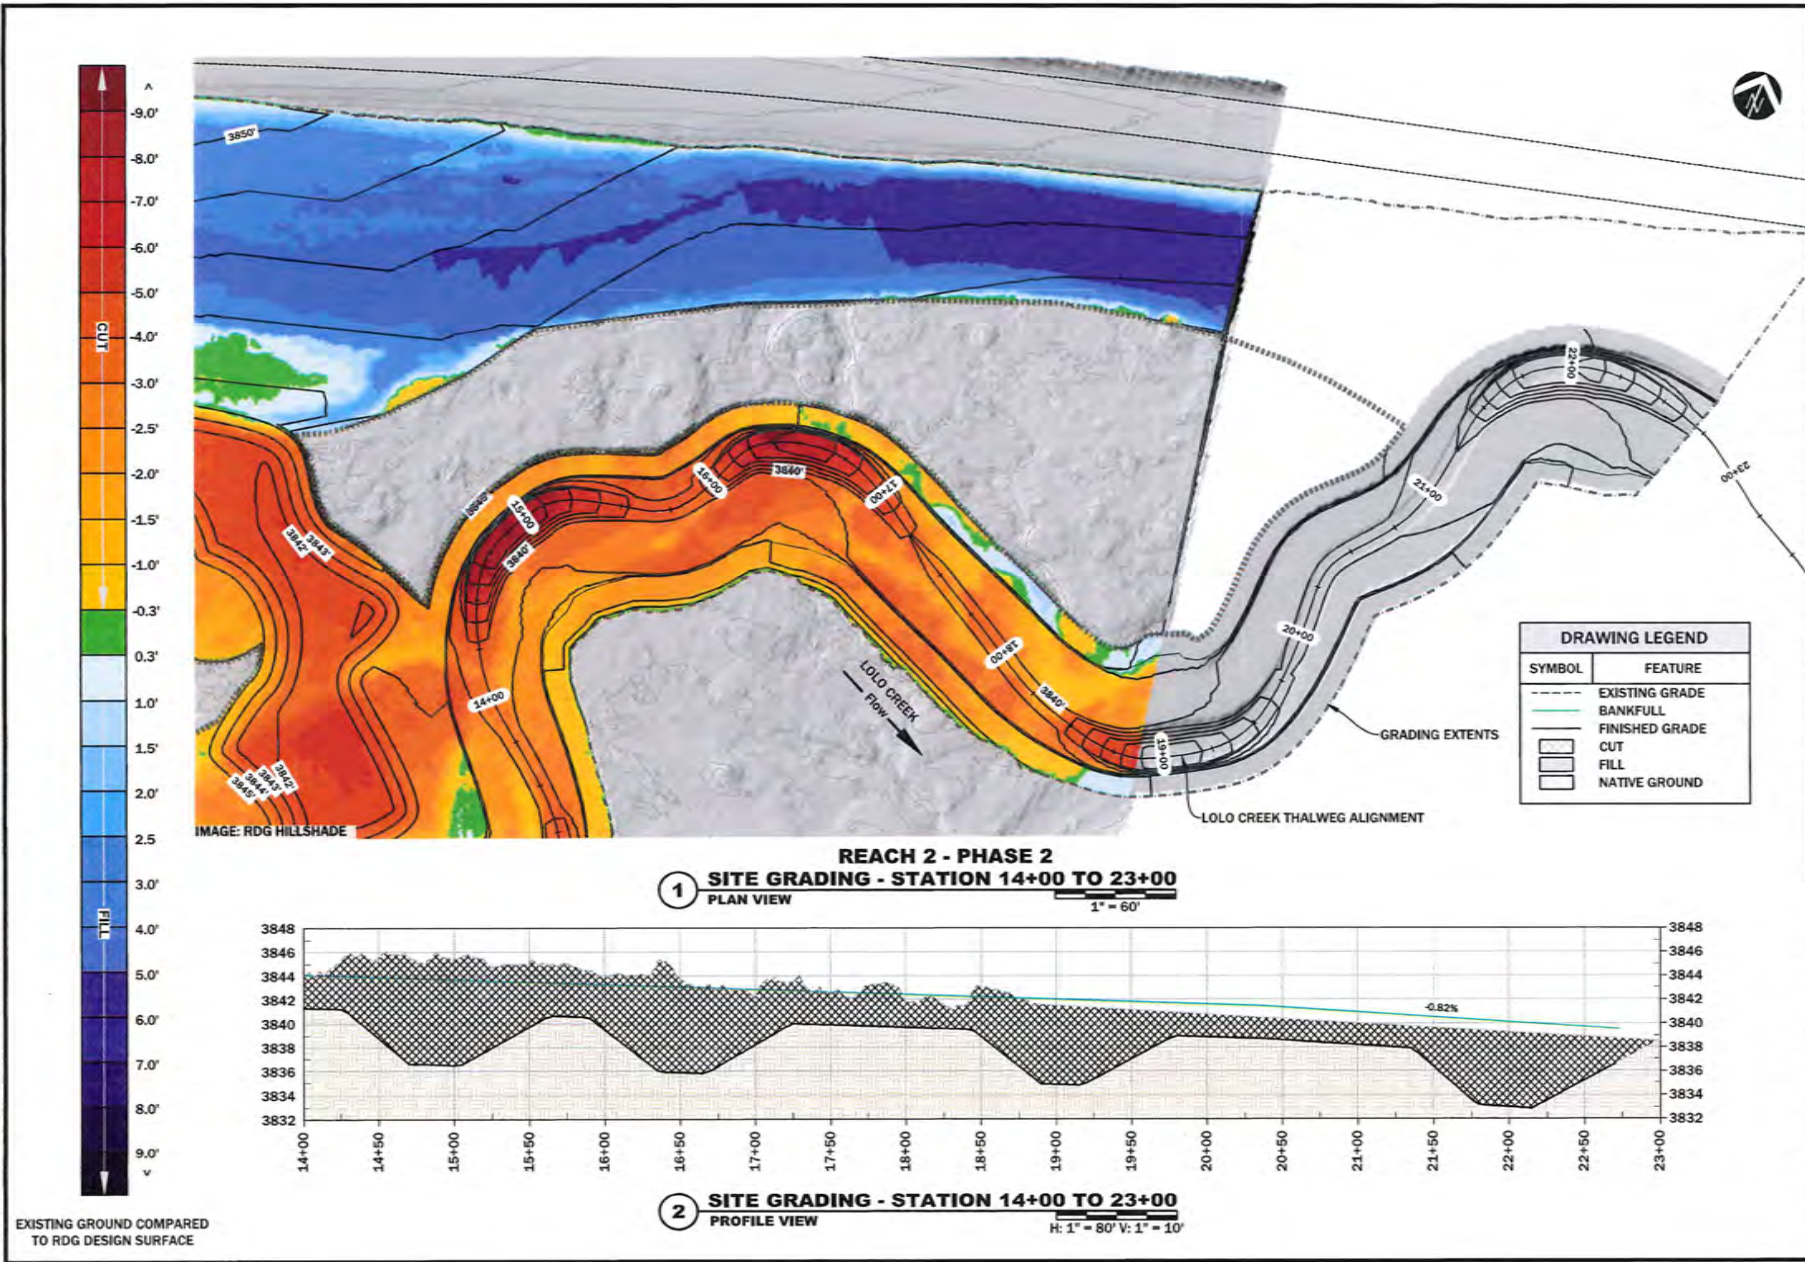 ^
-9.0'
-8.0'
-7.0'
-6.0'
-5.0'
-4.0'
-3.0'
-2.5'
-2.0'
-1.5'
-1.0'
-0.3'
0.3'
1.0'
1.5'
2.0'
2.5
3.0'
4.0'
5.0'
6.0'
7.0'
8.0'
9.0'
v
CUT
FILL
EXISTING GROUND COMPARED
TO RDG DESIGN SURFACE
N
3850'
3842'
3843'
3845'
3844'
3843'
3842'
14+00
15+00
3840'
16+00
3840'
17+00
18+00
3840'
19+00
20+00
21+00
22+00
23+00
LOLO CREEK
Flow
GRADING EXTENTS
LOLO CREEK THALWEG ALIGNMENT
IMAGE: RDG HILLSHADE
DRAWING LEGEND
SYMBOL FEATURE
EXISTING GRADE
BANKFULL
FINISHED GRADE
CUT
FILL
NATIVE GROUND
REACH 2 - PHASE 2
1 SITE GRADING - STATION 14+00 TO 23+00
PLAN VIEW
1" = 60'
3848 3848
3846 3846
3844 3844
3842 3842
3840 3840
3838 3838
3836 3836
3834 3834
3832 3832
-0.82%
14+00 14+50 15+00 15+50 16+00 16+50 17+00 17+50 18+00 18+50 19+00 19+50 20+00 20+50 21+00 21+50 22+00 22+50 23+00
2 SITE GRADING - STATION 14+00 TO 23+00
PROFILE VIEW
H: 1" = 80' V: 1" = 10'